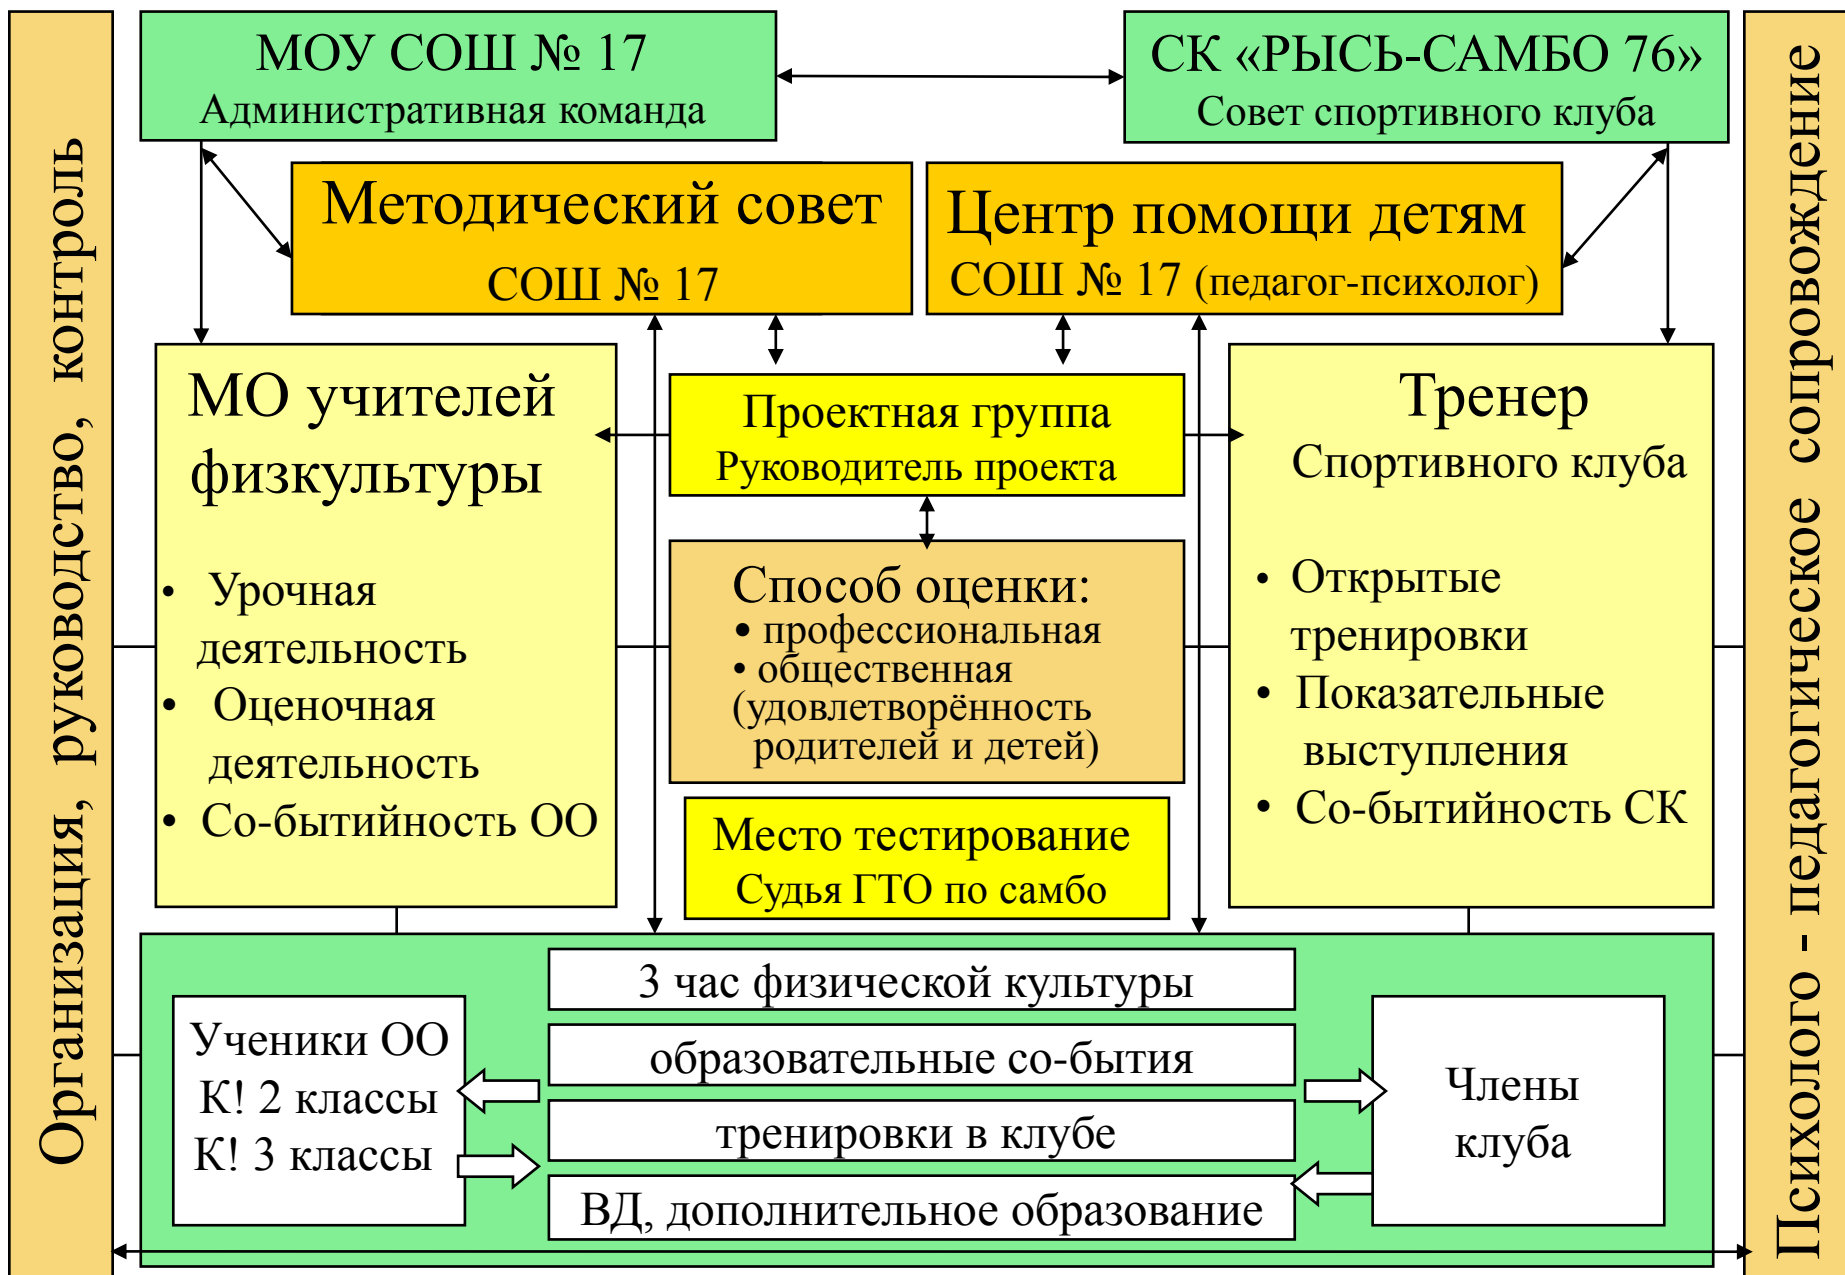 Организация, руководство, контроль
МОУ СОШ № 17
Административная команда
СК «РЫСЬ-САМБО 76»
Совет спортивного клуба
Методический совет
СОШ № 17
Центр помощи детям
СОШ № 17 (педагог-психолог)
МО учителей
физкультуры
• Урочная
деятельность
• Оценочная
деятельность
• Со-бытийность ОО
Проектная группа
Руководитель проекта
Способ оценки:
• профессиональная
• общественная
(удовлетворённость
родителей и детей)
Место тестирование
Судья ГТО по самбо
Тренер
Спортивного клуба
• Открытые
тренировки
• Показательные
выступления
• Со-бытийность СК
Ученики ОО
К! 2 классы
К! 3 классы
3 час физической культуры
образовательные со-бытия
тренировки в клубе
ВД, дополнительное образование
Члены
клуба
Психолого - педагогическое сопровождение